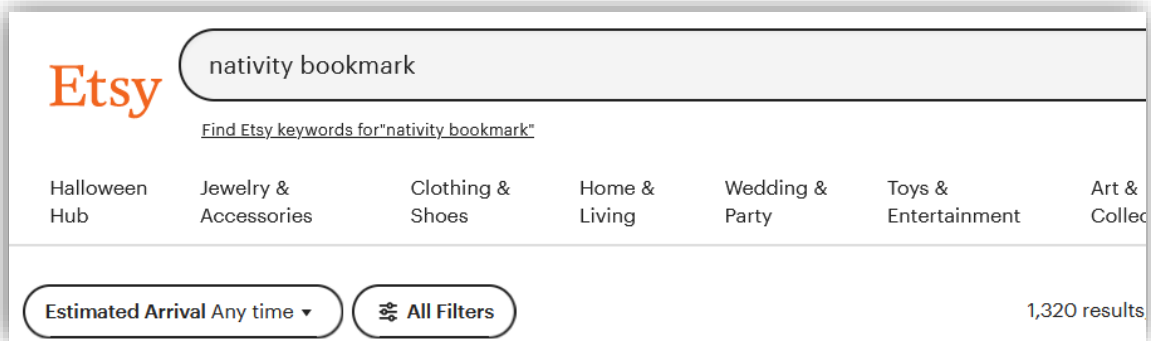 Etsy
nativity bookmark
Find Etsy keywords for"nativity bookmark"
Halloween Hub
Jewelry & Accessories
Clothing & Shoes
Home & Living
Wedding & Party
Toys & Entertainment
Art &
Estimated Arrival Any time
All Filters
1,320 results,